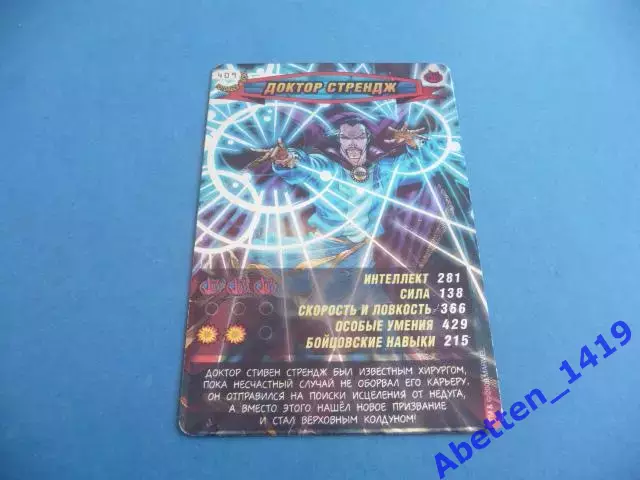 409
ДОКТОР СТРЕНДЖ
ИНТЕЛЛЕКТ 281
СИЛА 138
СКОРОСТЬ И ЛОВКОСТЬ 366
ОСОБЫЕ УМЕНИЯ 429
БОЙЦОВСКИЕ НАВЫКИ 215
ДОКТОР СТИВЕН СТРЕНДЖ БЫЛ ИЗВЕСТНЫМ ХИРУРГОМ,
ПОКА НЕСЧАСТНЫЙ СЛУЧАЙ НЕ ОБОРВАЛ ЕГО КАРЬЕРУ.
ОН ОТПРАВИЛСЯ НА ПОИСКИ ИСЦЕЛЕНИЯ ОТ НЕДУГА,
А ВМЕСТО ЭТОГО НАШЁЛ НОВОЕ ПРИЗВАНИЕ
И СТАЛ ВЕРХОВНЫМ КОЛДУНОМ!
Abetten_1419